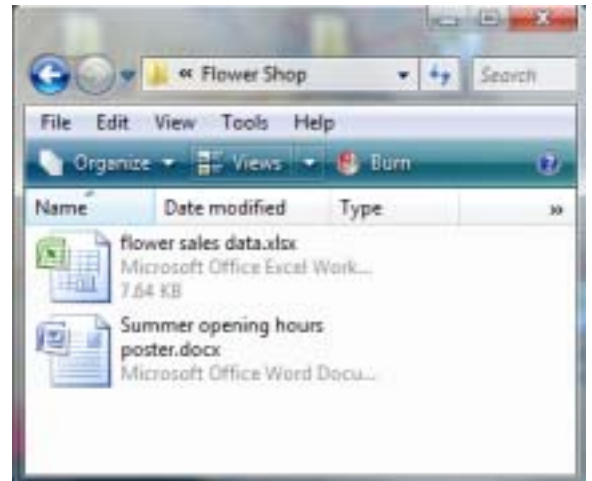 « Flower Shop
Search
File Edit View Tools Help
Organize Views Burn
Name Date modified Type »
flower sales data.xlsx
Microsoft Office Excel Work...
7.64 KB
Summer opening hours
poster.docx
Microsoft Office Word Docu...